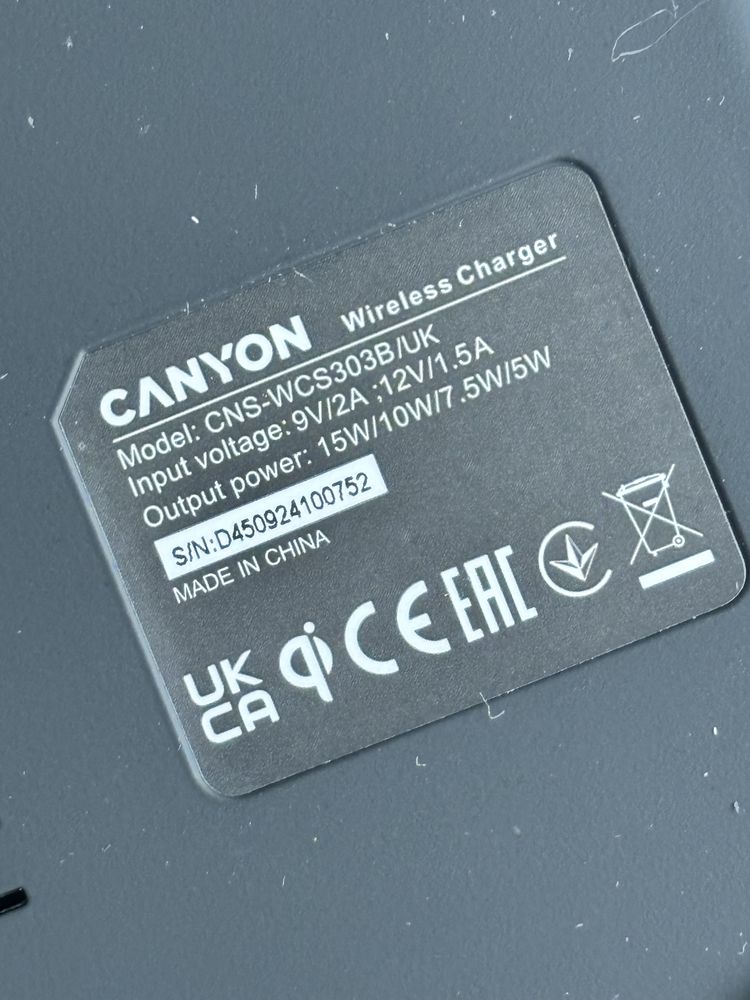 CANYON Wireless Charger
Model: CNS-WCS303B/UK
Input voltage: 9V/2A ;12V/1.5A
Output power: 15W/10W/7.5W/5W
S/N:D450924100752
MADE IN CHINA
UK CA qi CE EAC